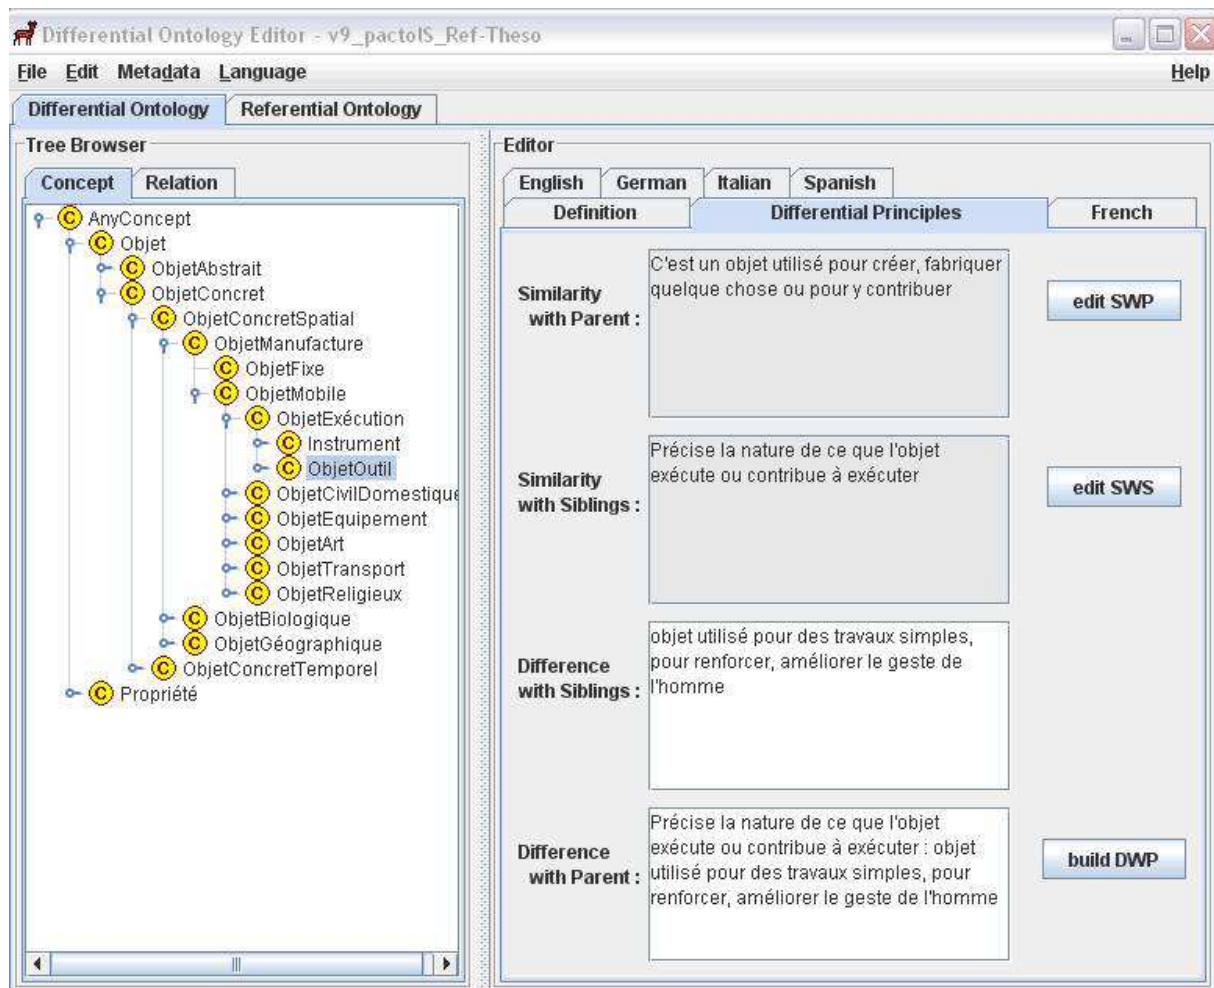 Differential Ontology Editor - v9_pactolS_Ref-Theso
File Edit Metadata Language Help
Differential Ontology Referential Ontology
Tree Browser
Concept Relation
AnyConcept
Objet
ObjetAbstrait
ObjetConcret
ObjetConcretSpatial
ObjetManufacture
ObjetFixe
ObjetMobile
ObjetExécution
Instrument
ObjetOutil
ObjetCivilDomestique
ObjetEquipement
ObjetArt
ObjetTransport
ObjetReligieux
ObjetBiologique
ObjetGéographique
ObjetConcretTemporel
Propriété
Editor
English German Italian Spanish
Definition Differential Principles French
Similarity
with Parent :
C'est un objet utilisé pour créer, fabriquer
quelque chose ou pour y contribuer
edit SWP
Similarity
with Siblings :
Précise la nature de ce que l'objet
exécute ou contribue à exécuter
edit SWS
Difference
with Siblings :
objet utilisé pour des travaux simples,
pour renforcer, améliorer le geste de
l'homme
Difference
with Parent :
Précise la nature de ce que l'objet
exécute ou contribue à exécuter : objet
utilisé pour des travaux simples, pour
renforcer, améliorer le geste de l'homme
build DWP